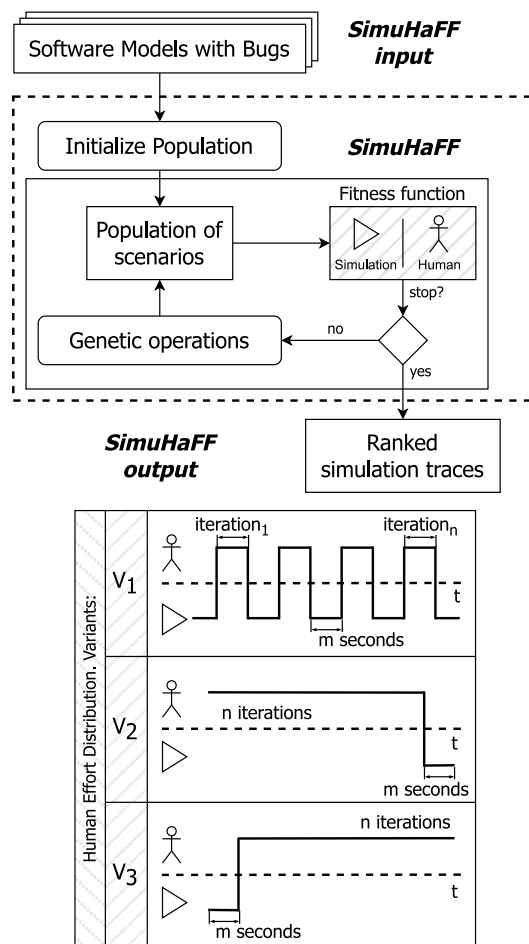 Software Models with Bugs
SimuHaFF
input
Initialize Population
SimuHaFF
Fitness function
Population of
scenarios
Simulation
Human
stop?
Genetic operations
no
yes
SimuHaFF
output
Ranked
simulation traces
Human Effort Distribution. Variants:
V1
iteration1
iterationn
t
m seconds
V2
n iterations
t
m seconds
V3
n iterations
t
m seconds